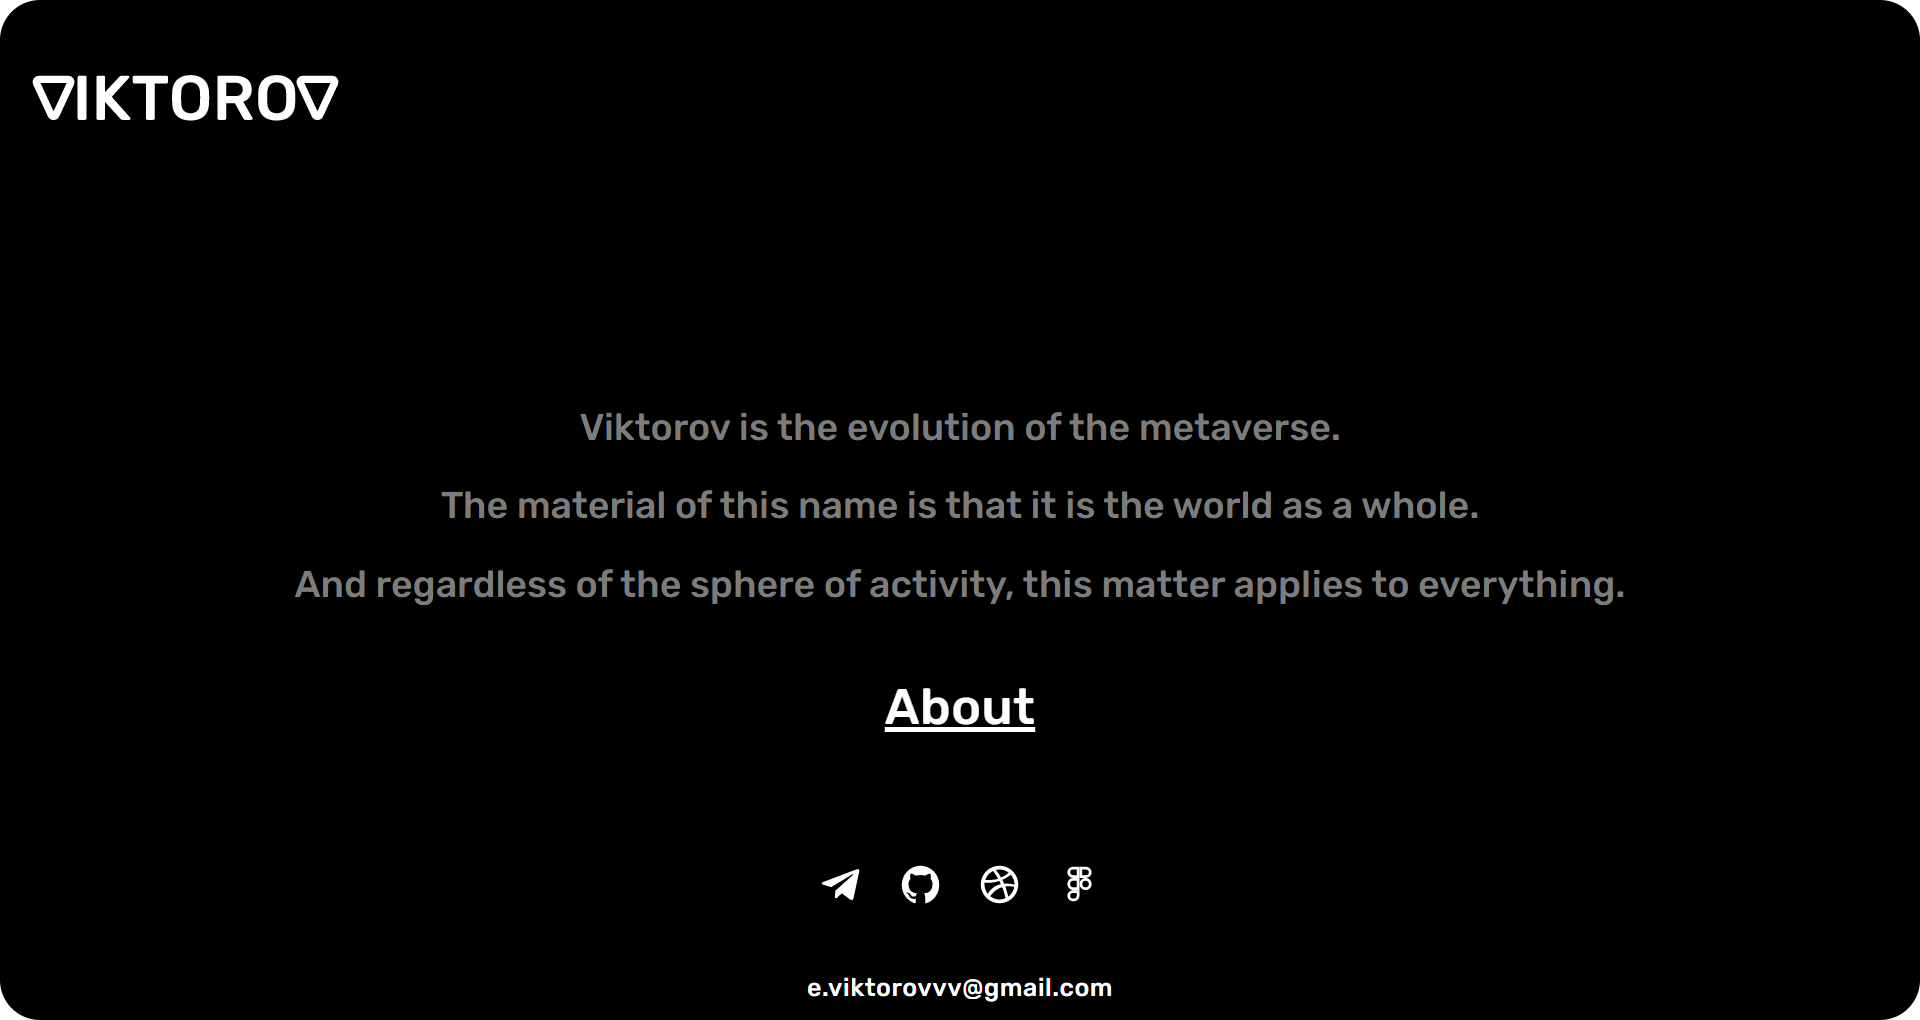 VIKTOROV
Viktorov is the evolution of the metaverse.
The material of this name is that it is the world as a whole.
And regardless of the sphere of activity, this matter applies to everything.
About
e.viktorovvv@gmail.com